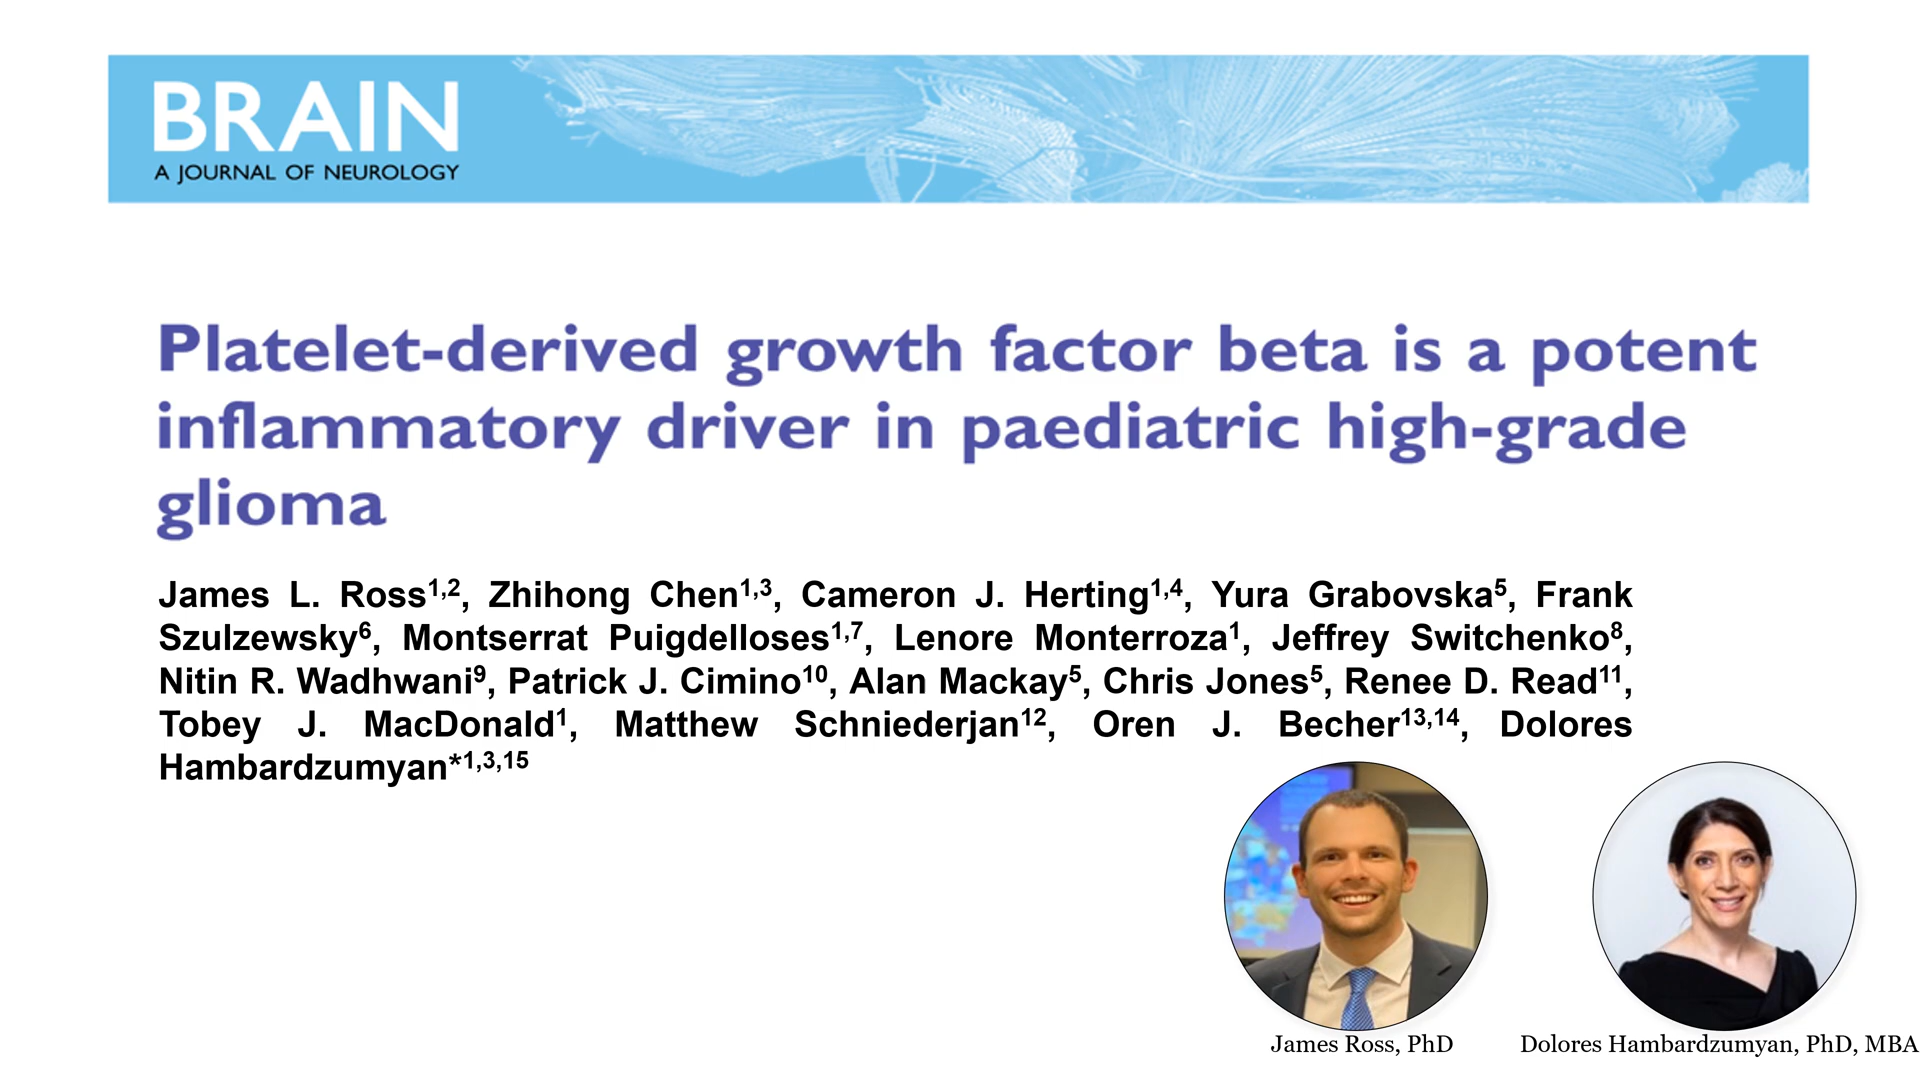 BRAIN
A JOURNAL OF NEUROLOGY
Platelet-derived growth factor beta is a potent
inflammatory driver in paediatric high-grade
glioma
James L. Ross1,2, Zhihong Chen1,3, Cameron J. Herting1,4, Yura Grabovska5, Frank
Szulzewsky6, Montserrat Puigdelloses1,7, Lenore Monterroza1, Jeffrey Switchenko8,
Nitin R. Wadhwani9, Patrick J. Cimino10, Alan Mackay5, Chris Jones5, Renee D. Read11,
Tobey J. MacDonald1, Matthew Schniederjan12, Oren J. Becher13,14, Dolores
Hambardzumyan*1,3,15
James Ross, PhD
Dolores Hambardzumyan, PhD, MBA